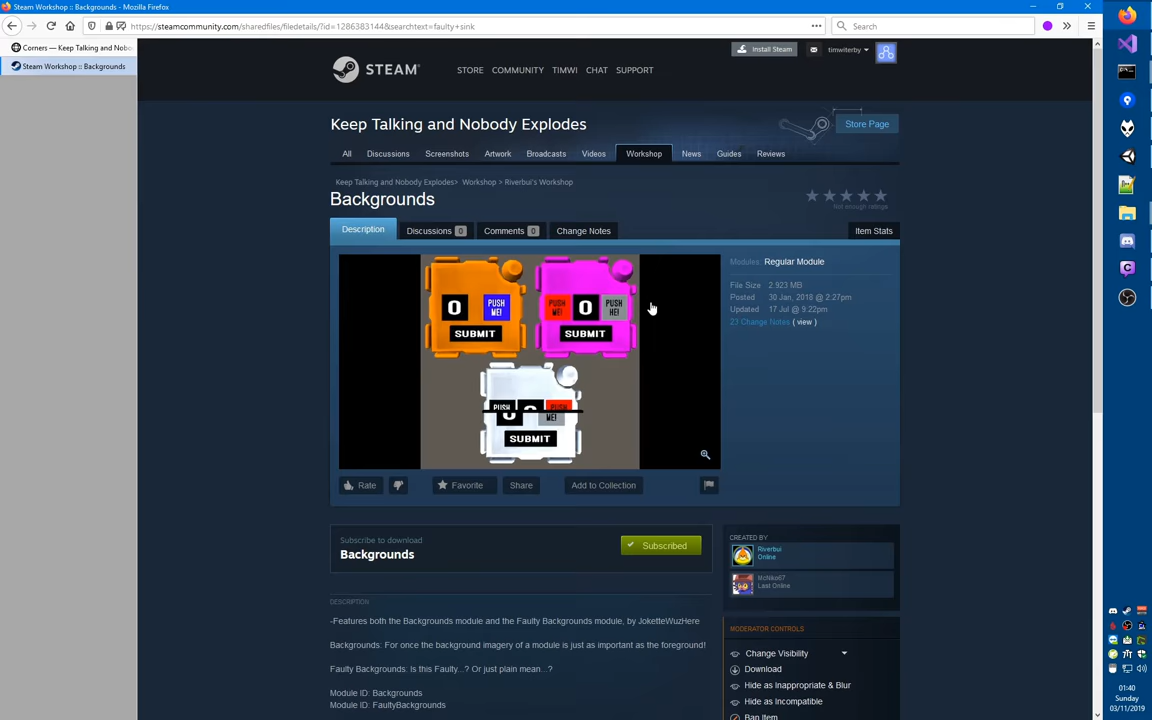 Steam Workshop :: Backgrounds - Mozilla Firefox
https://steamcommunity.com/sharedfiles/filedetails/?id=1286383144&searchtext=faulty+sink
Search
Corners — Keep Talking and Nobo
Steam Workshop :: Backgrounds
Install Steam
timwiterby
STEAM
STORE COMMUNITY TIMWI CHAT SUPPORT
Keep Talking and Nobody Explodes
Store Page
All Discussions Screenshots Artwork Broadcasts Videos Workshop News Guides Reviews
Keep Talking and Nobody Explodes> Workshop > Riverbui's Workshop
Backgrounds
Not enough ratings
Description Discussions 0 Comments 0 Change Notes Item Stats
0 PUSH ME! SUBMIT
PUSH ME! 0 PUSH HE! SUBMIT
PUSH PUSH
ME!
SUBMIT
Modules: Regular Module
File Size 2.923 MB
Posted 30 Jan, 2018 @ 2:27pm
Updated 17 Jul @ 9:22pm
23 Change Notes ( view )
Rate Favorite Share Add to Collection
Subscribe to download
Backgrounds
Subscribed
CREATED BY
Riverbui
Online
McNiko67
Last Online
DESCRIPTION
-Features both the Backgrounds module and the Faulty Backgrounds module, by JoketteWuzHere
Backgrounds: For once the background imagery of a module is just as important as the foreground!
Faulty Backgrounds: Is this Faulty...? Or just plain mean...?
Module ID: Backgrounds
Module ID: FaultyBackgrounds
MODERATOR CONTROLS
Change Visibility
Download
Hide as Inappropriate & Blur
Hide as Incompatible
Ban Item
01:40
Sunday
03/11/2019